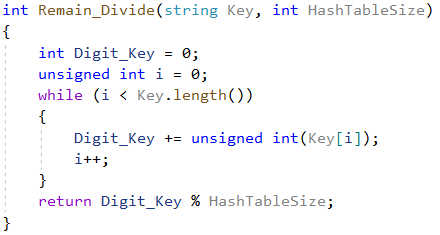 int Remain_Divide(string Key, int HashTableSize)
{
    int Digit_Key = 0;
    unsigned int i = 0;
    while (i < Key.length())
    {
        Digit_Key += unsigned int(Key[i]);
        i++;
    }
    return Digit_Key % HashTableSize;
}